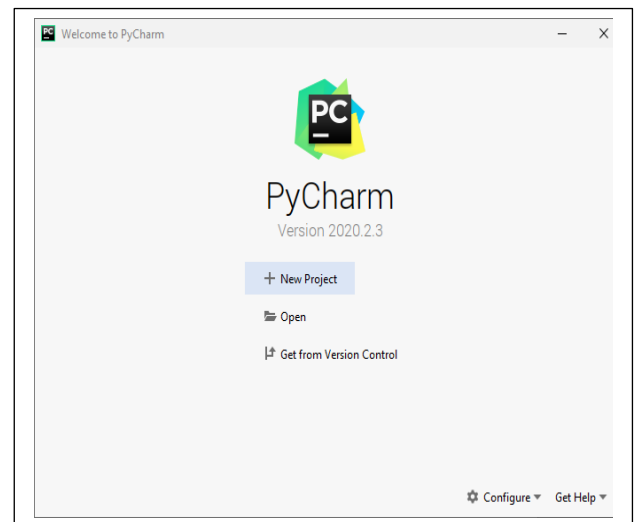 PC
Welcome to PyCharm
PC
PyCharm
Version 2020.2.3
New Project
Open
Get from Version Control
Configure
Get Help